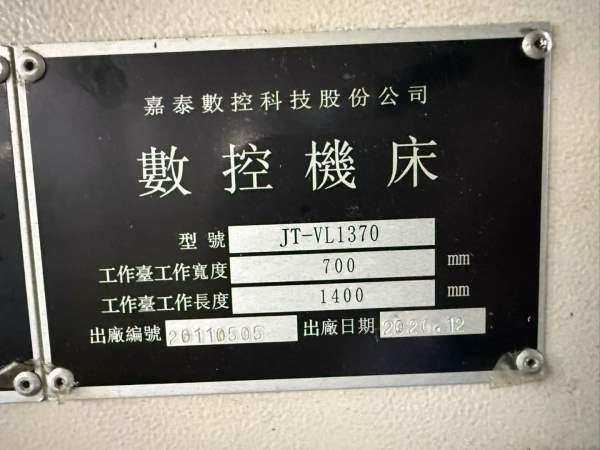 嘉泰數控科技股份公司
數控機床
型號 JT-VL1370
工作臺工作寬度 700 mm
工作臺工作長度 1400 mm
出廠編號 20110505 出廠日期 2020.12